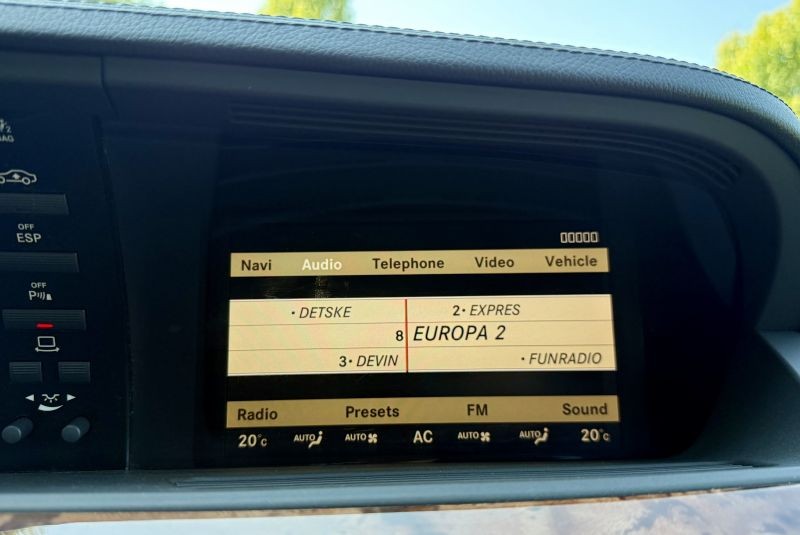 OFF
ESP
OFF
P
Navi Audio Telephone Video Vehicle
• DETSKE 2• EXPRES
8 EUROPA 2
3• DEVIN • FUNRADIO
Radio Presets FM Sound
20°C AUTO AUTO AC AUTO AUTO 20°C